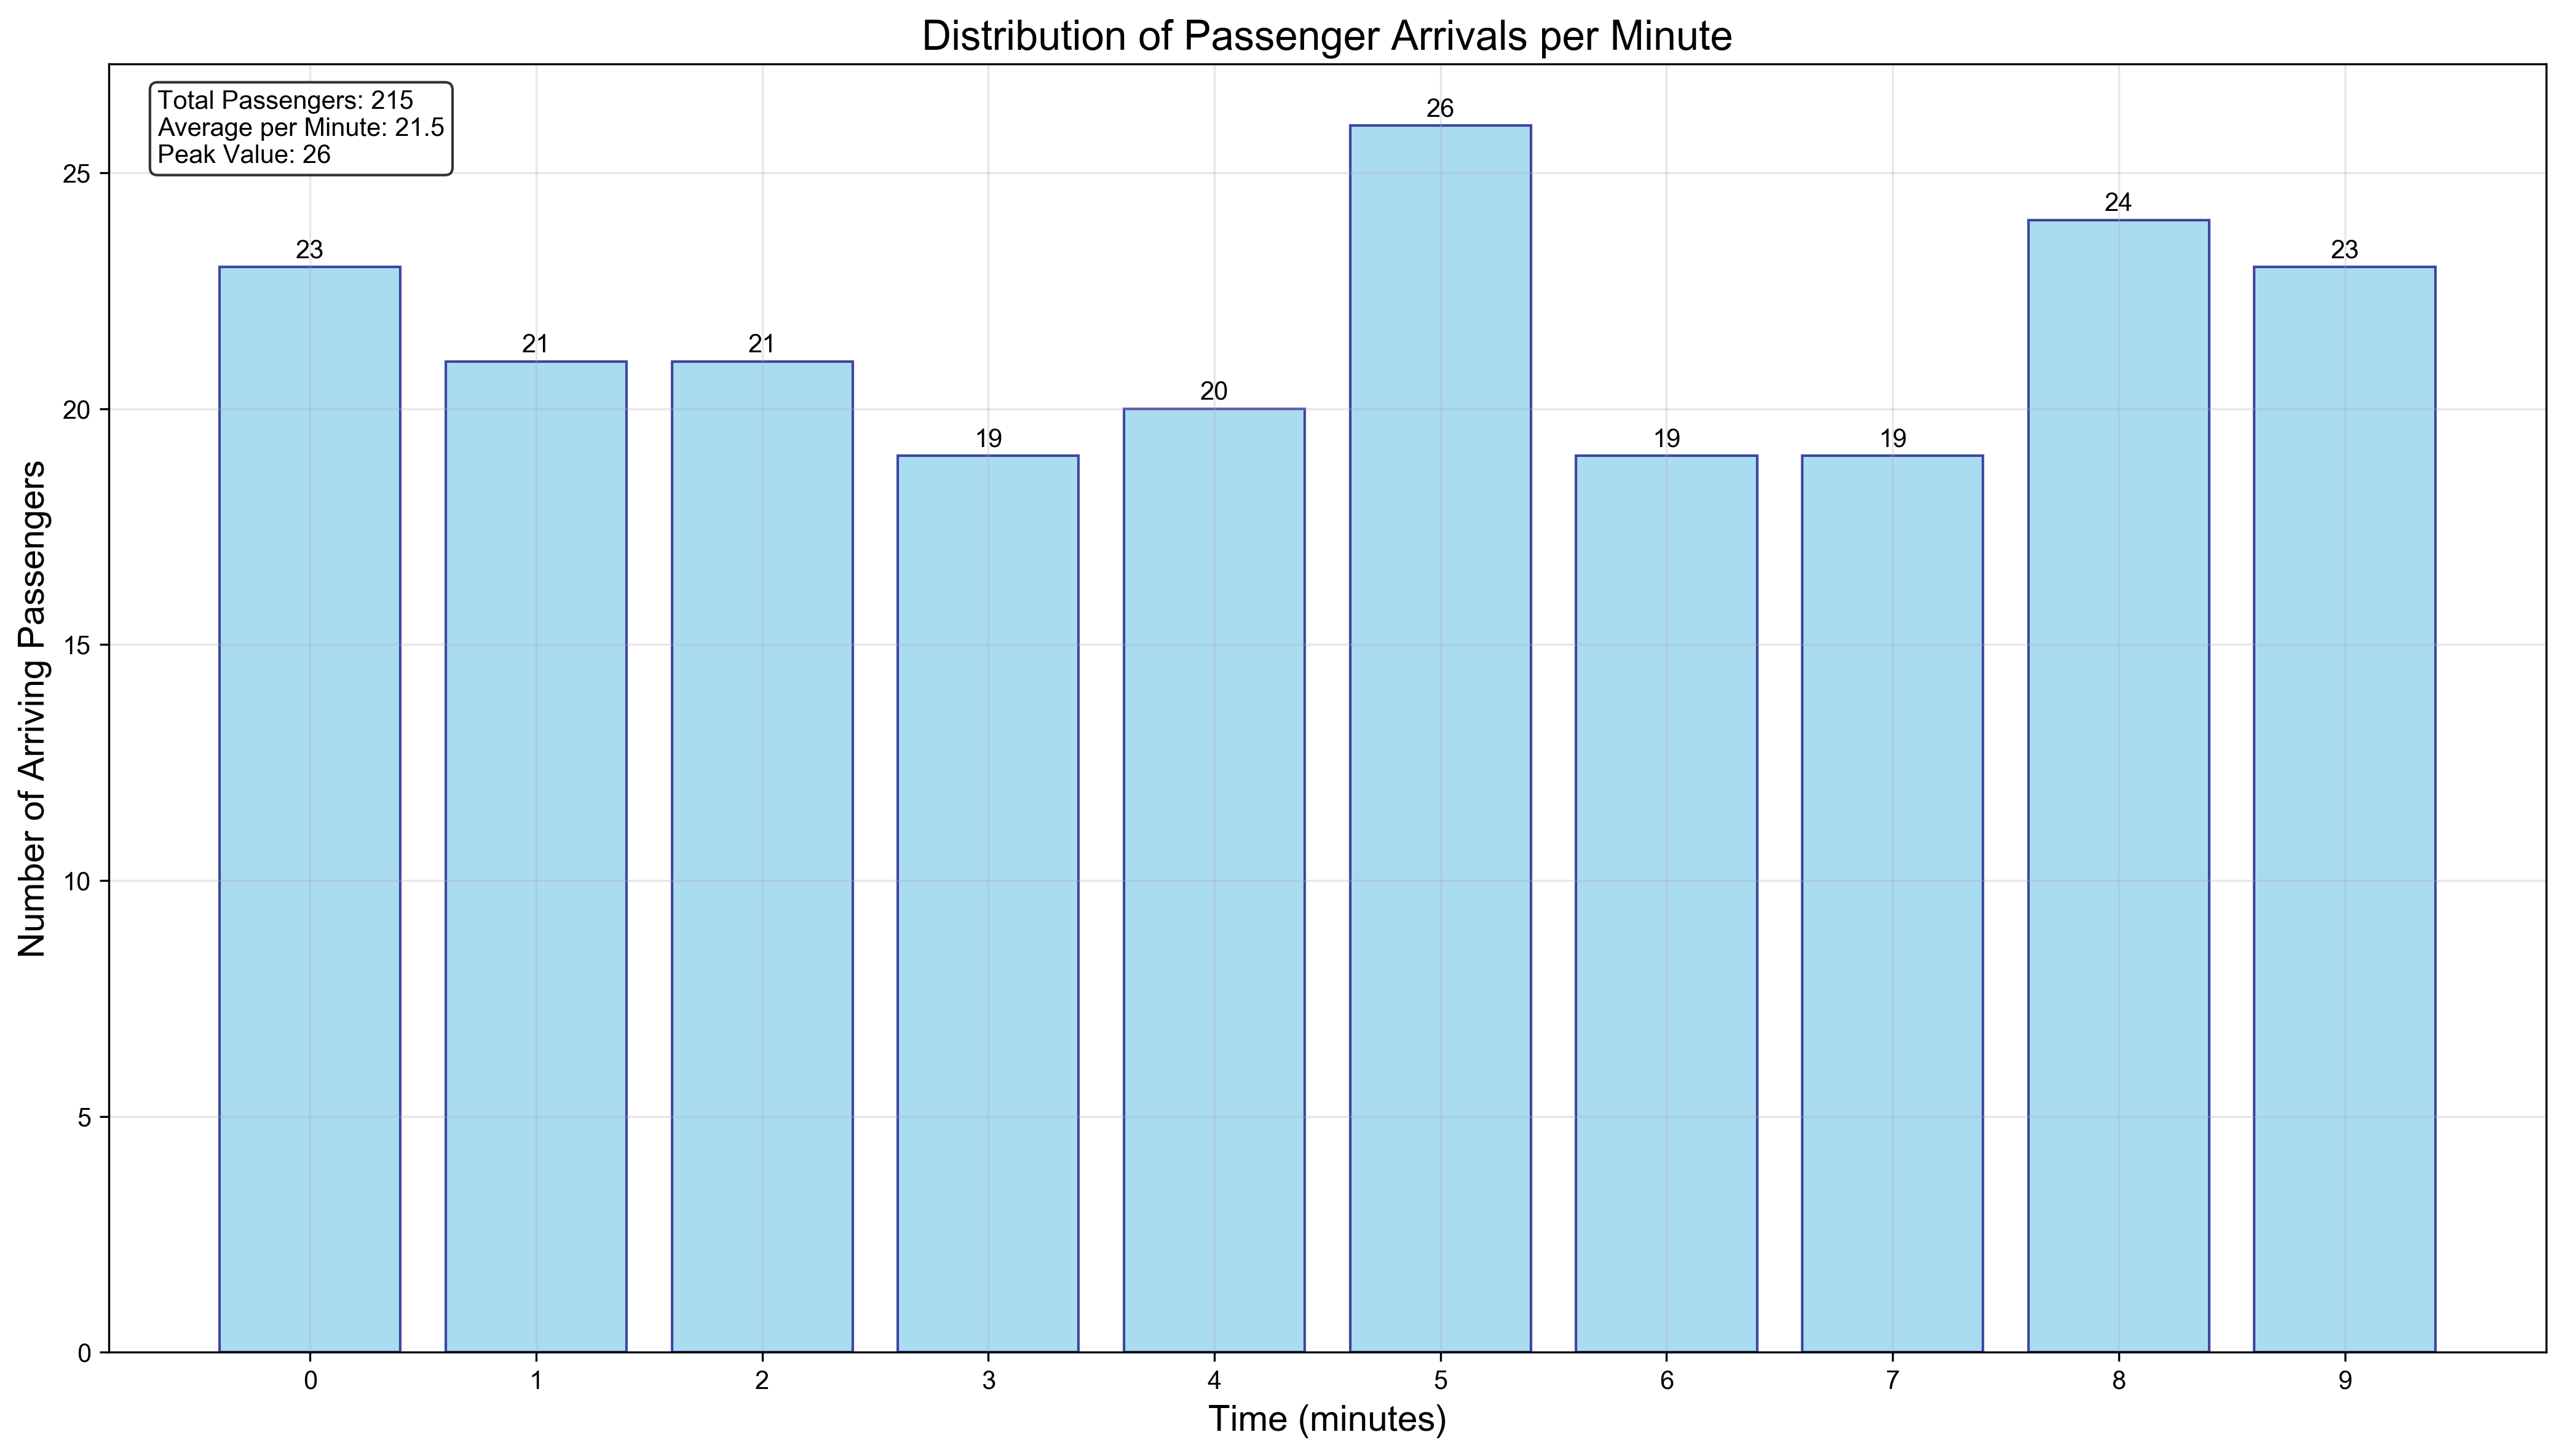 Distribution of Passenger Arrivals per Minute
Total Passengers: 215
Average per Minute: 21.5
Peak Value: 26
Number of Arriving Passengers
25
20
15
10
5
0
23
21
21
19
20
26
19
19
24
23
0 1 2 3 4 5 6 7 8 9
Time (minutes)